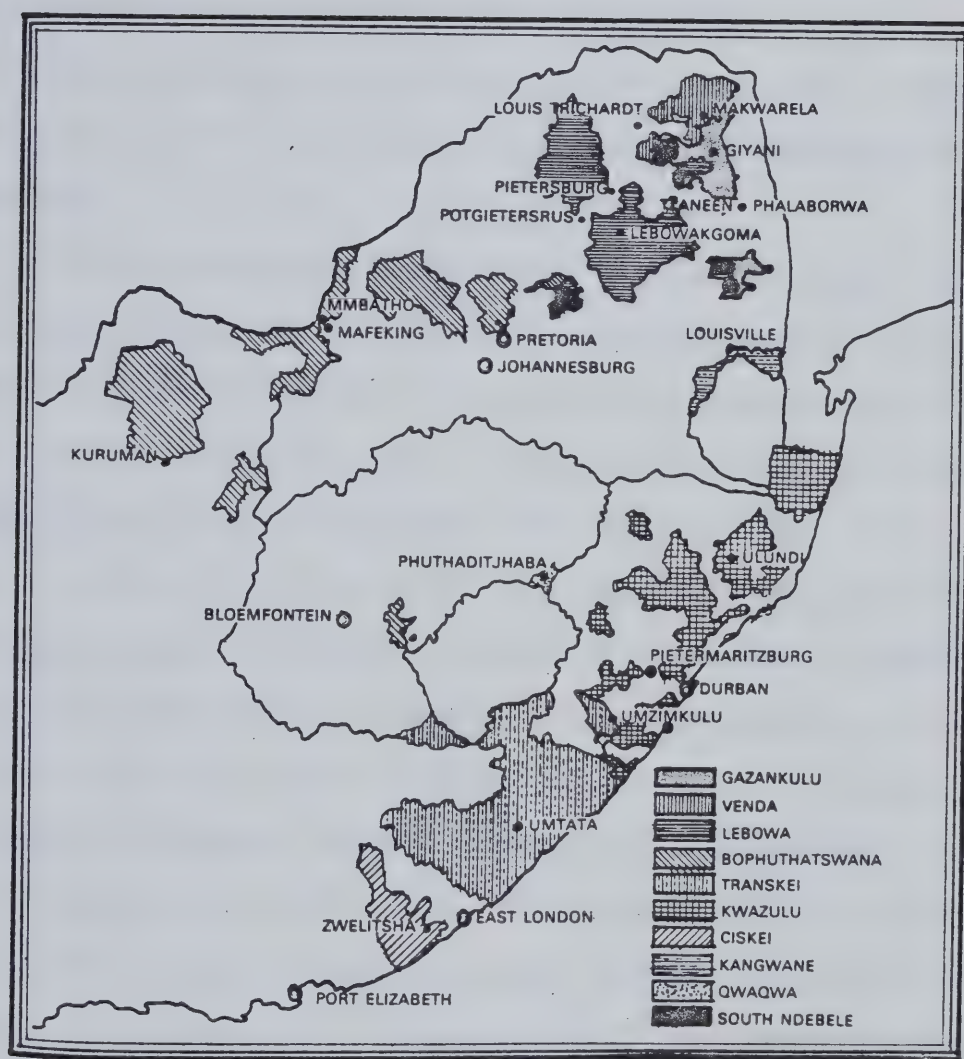 LOUIS TRICHARDT
MAKWARELA
GIYANI
PIETERSBURG
TZANEEN
PHALABORWA
POTGIETERSRUS
LEBOWAKGOMA
MMBATHO
MAFEKING
PRETORIA
LOUISVILLE
JOHANNESBURG
KURUMAN
PHUTHADITJHABA
ULUNDI
BLOEMFONTEIN
PIETERMARITZBURG
DURBAN
UMZIMKULU
UMTATA
ZWELITSHA
EAST LONDON
PORT ELIZABETH
GAZANKULU
VENDA
LEBOWA
BOPHUTHATSWANA
TRANSKEI
KWAZULU
CISKEI
KANGWANE
QWAQWA
SOUTH NDEBELE